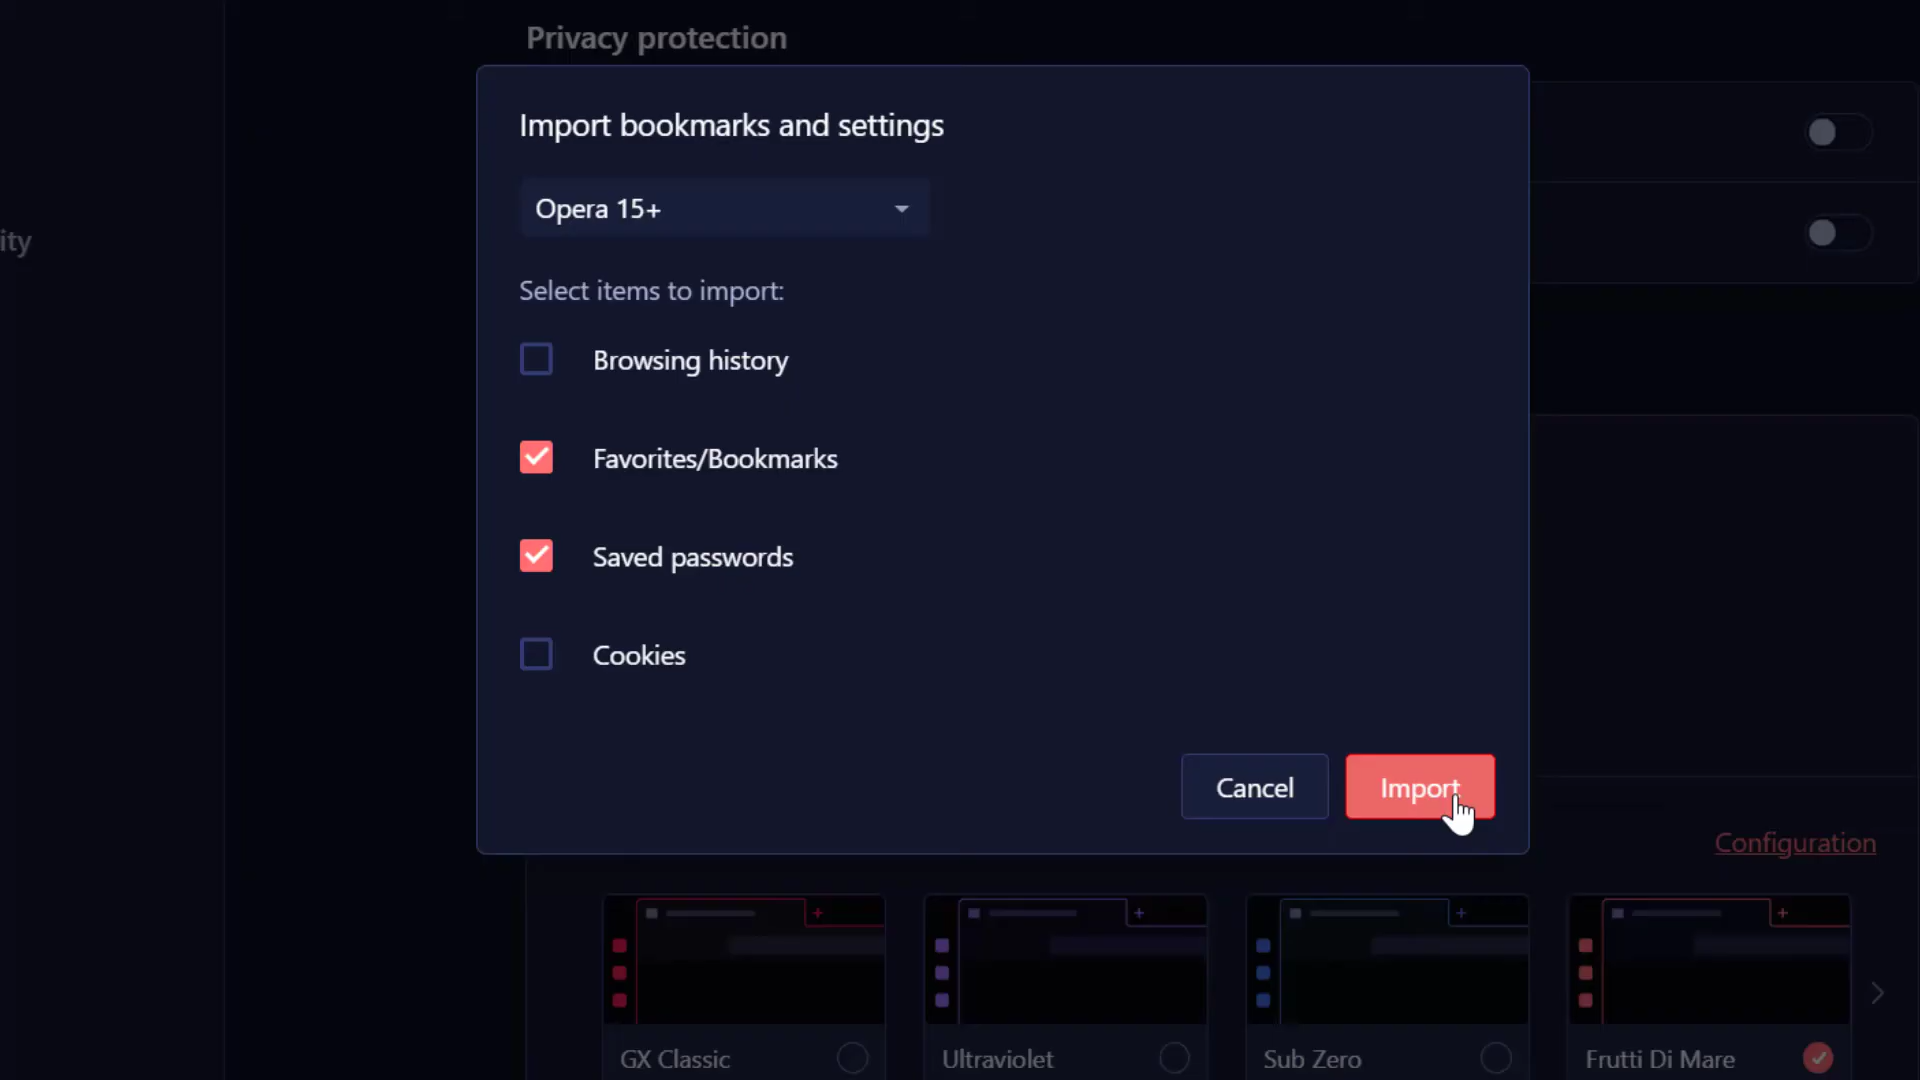 Privacy protection
Import bookmarks and settings
Opera 15+
ity
Select items to import:
Browsing history
Favorites/Bookmarks
Saved passwords
Cookies
Cancel
Import
Configuration
GX Classic
Ultraviolet
Sub Zero
Frutti Di Mare